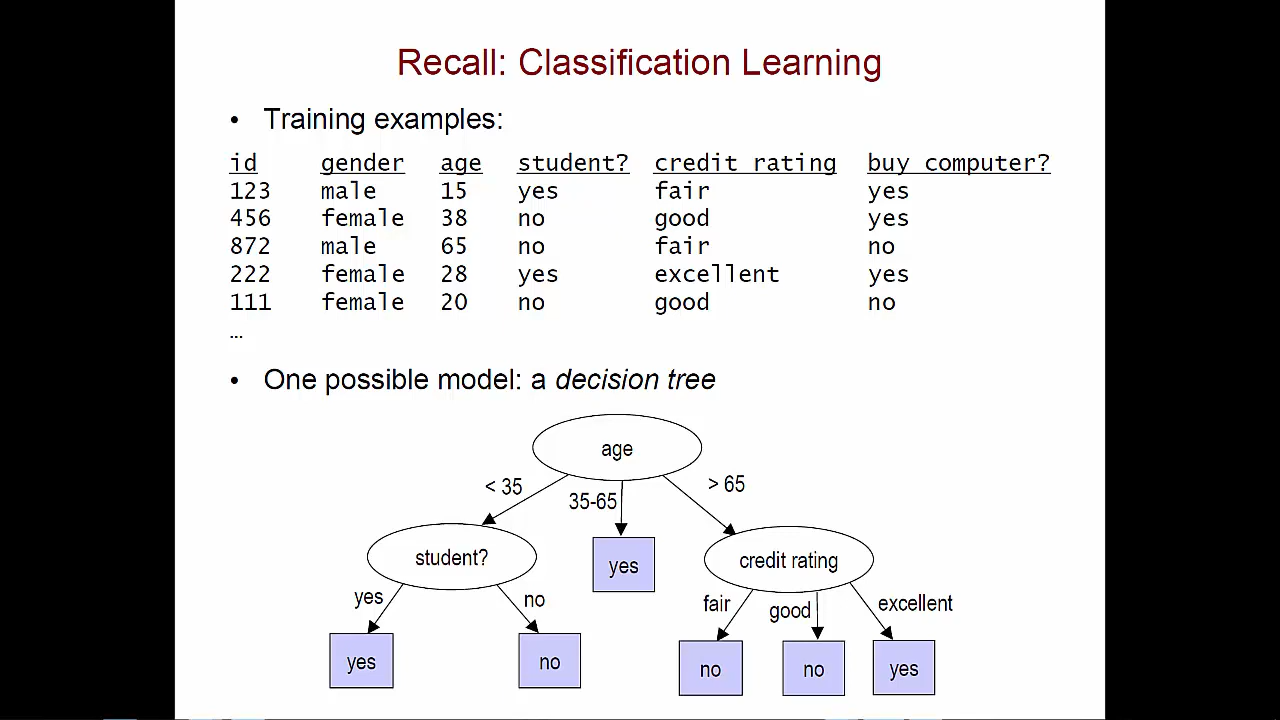 Recall: Classification Learning
• Training examples:
id gender age student? credit rating buy computer?
123 male 15 yes fair yes
456 female 38 no good yes
872 male 65 no fair no
222 female 28 yes excellent yes
111 female 20 no good no
...
• One possible model: a decision tree
age
< 35 35-65 > 65
student? yes credit rating
yes no fair good excellent
yes no no no yes